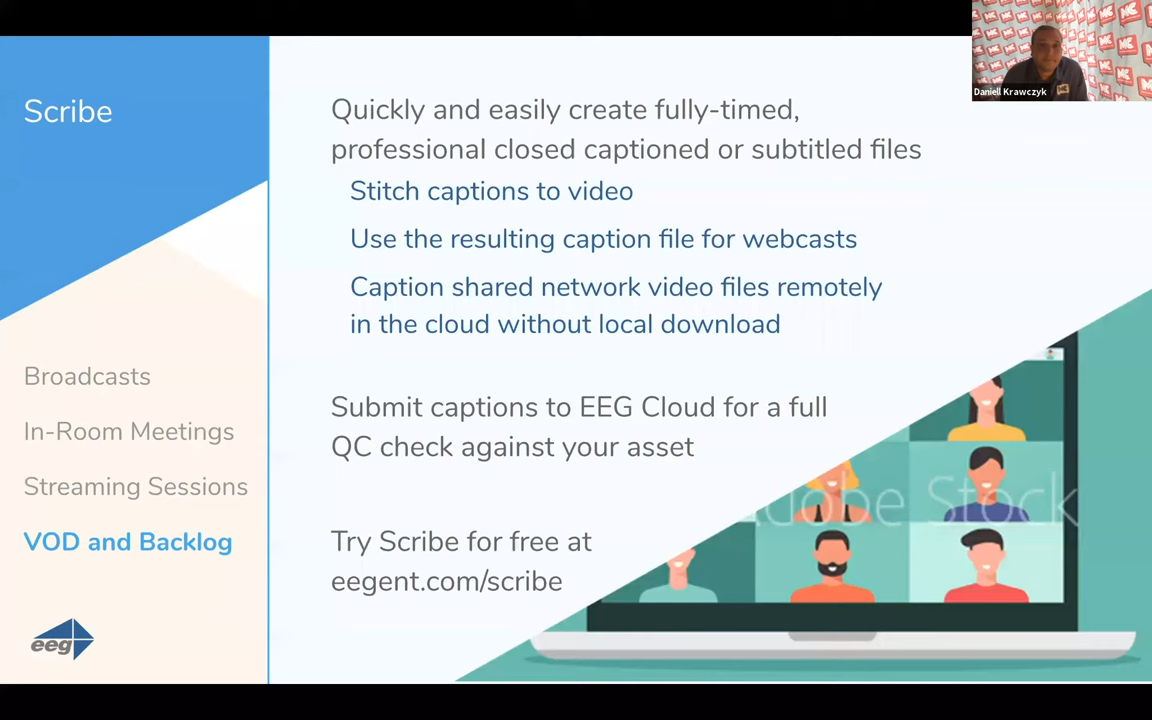 Scribe
Quickly and easily create fully-timed,
professional closed captioned or subtitled files
Stitch captions to video
Use the resulting caption file for webcasts
Caption shared network video files remotely
in the cloud without local download
Submit captions to EEG Cloud for a full
QC check against your asset
Try Scribe for free at
eegent.com/scribe
Broadcasts
In-Room Meetings
Streaming Sessions
VOD and Backlog
eeg
Adobe Stock
Daniell Krawczyk